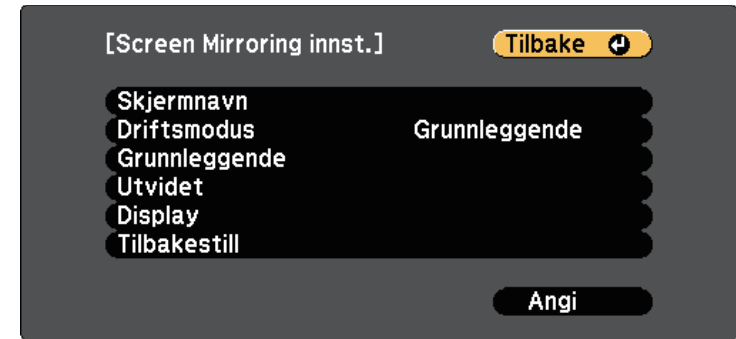 [Screen Mirroring innst.] Tilbake
Skjermnavn
Driftsmodus Grunnleggende
Grunnleggende
Utvidet
Display
Tilbakestill
Angi